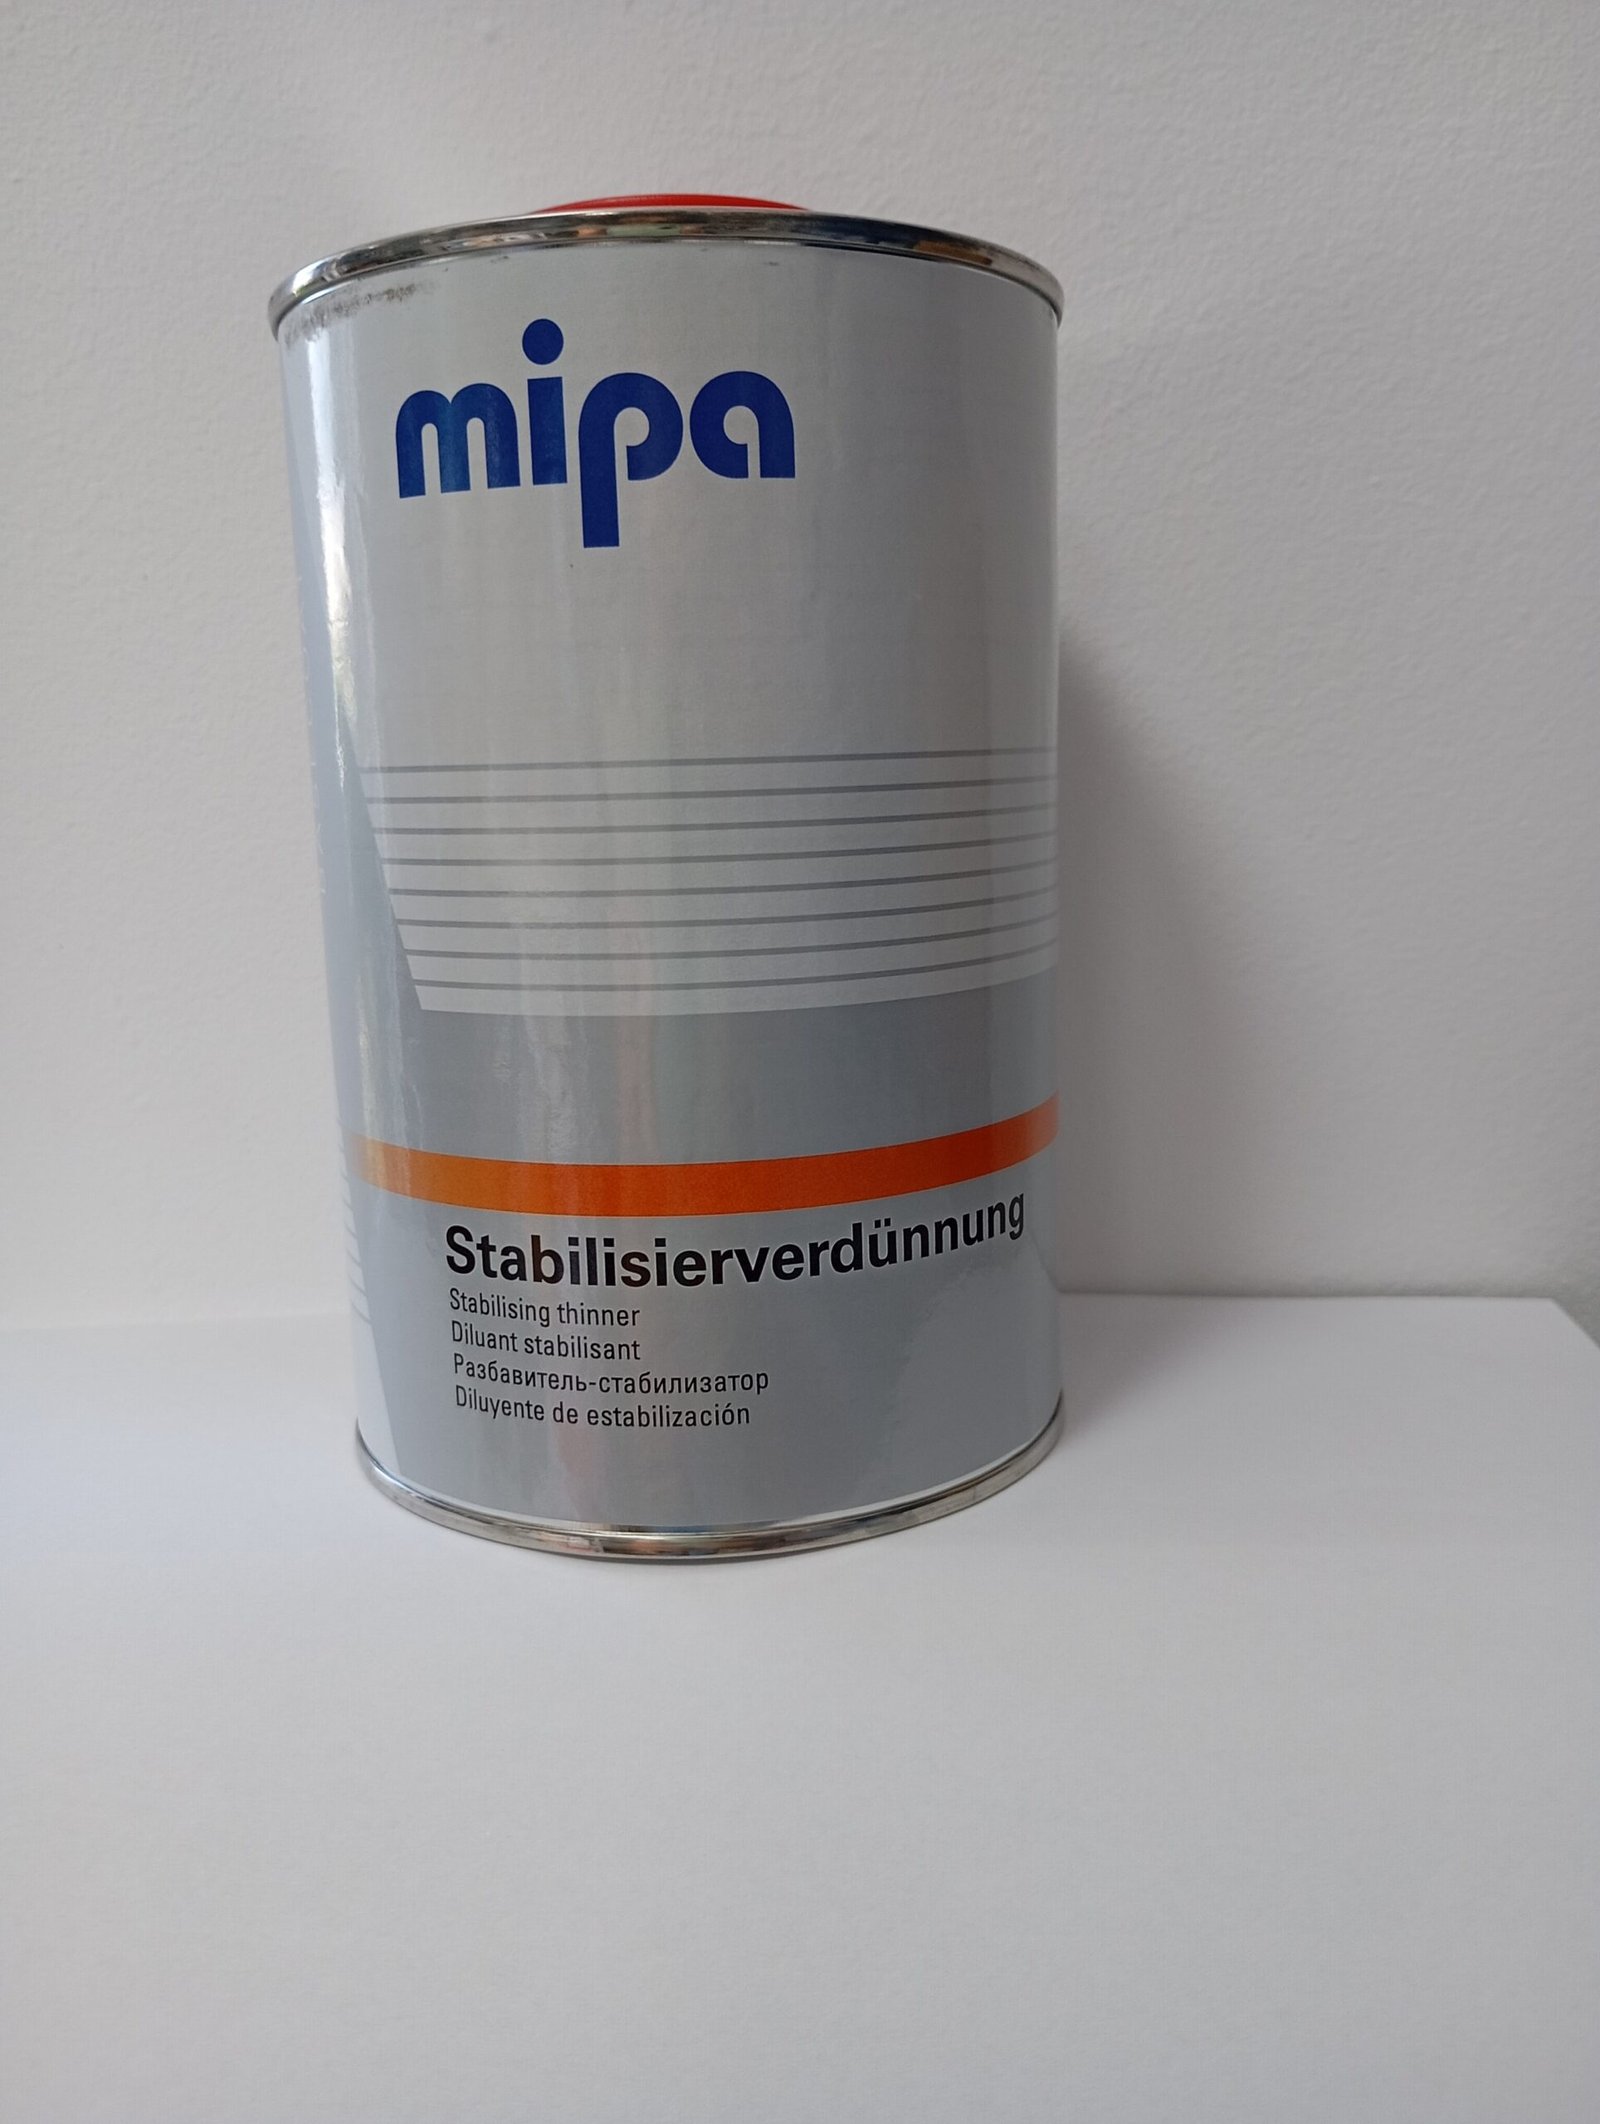 mipa
Stabilisierverdünnung
Stabilising thinner
Diluant stabilisant
Разбавитель-стабилизатор
Diluyente de estabilización